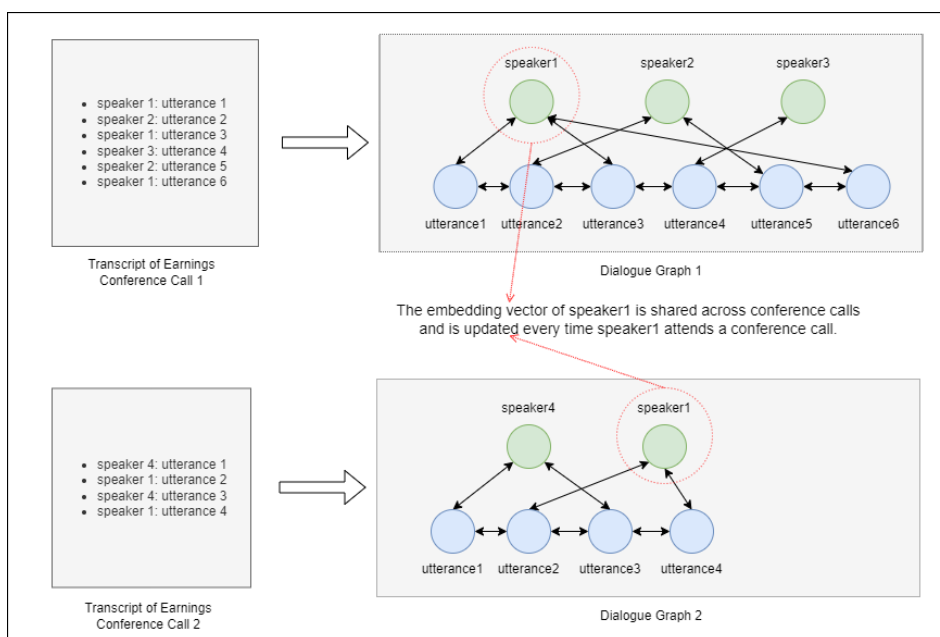 speaker1
speaker2
speaker3
• speaker 1: utterance 1
• speaker 2: utterance 2
• speaker 1: utterance 3
• speaker 3: utterance 4
• speaker 2: utterance 5
• speaker 1: utterance 6
utterance1
utterance2
utterance3
utterance4
utterance5
utterance6
Transcript of Earnings
Conference Call 1
Dialogue Graph 1
The embedding vector of speaker1 is shared across conference calls
and is updated every time speaker1 attends a conference call.
speaker4
speaker1
• speaker 4: utterance 1
• speaker 1: utterance 2
• speaker 4: utterance 3
• speaker 1: utterance 4
utterance1
utterance2
utterance3
utterance4
Transcript of Earnings
Conference Call 2
Dialogue Graph 2